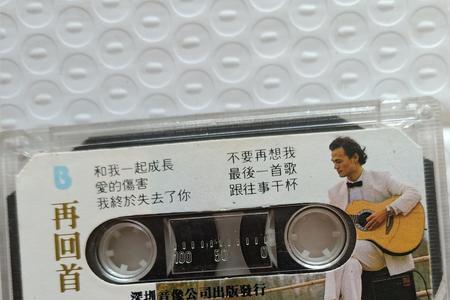 B
再回首
和我一起成長
愛的傷害
我終於失去了你
不要再想我
最後一首歌
跟往事干杯
100 50 0
深圳音像公司出版發行